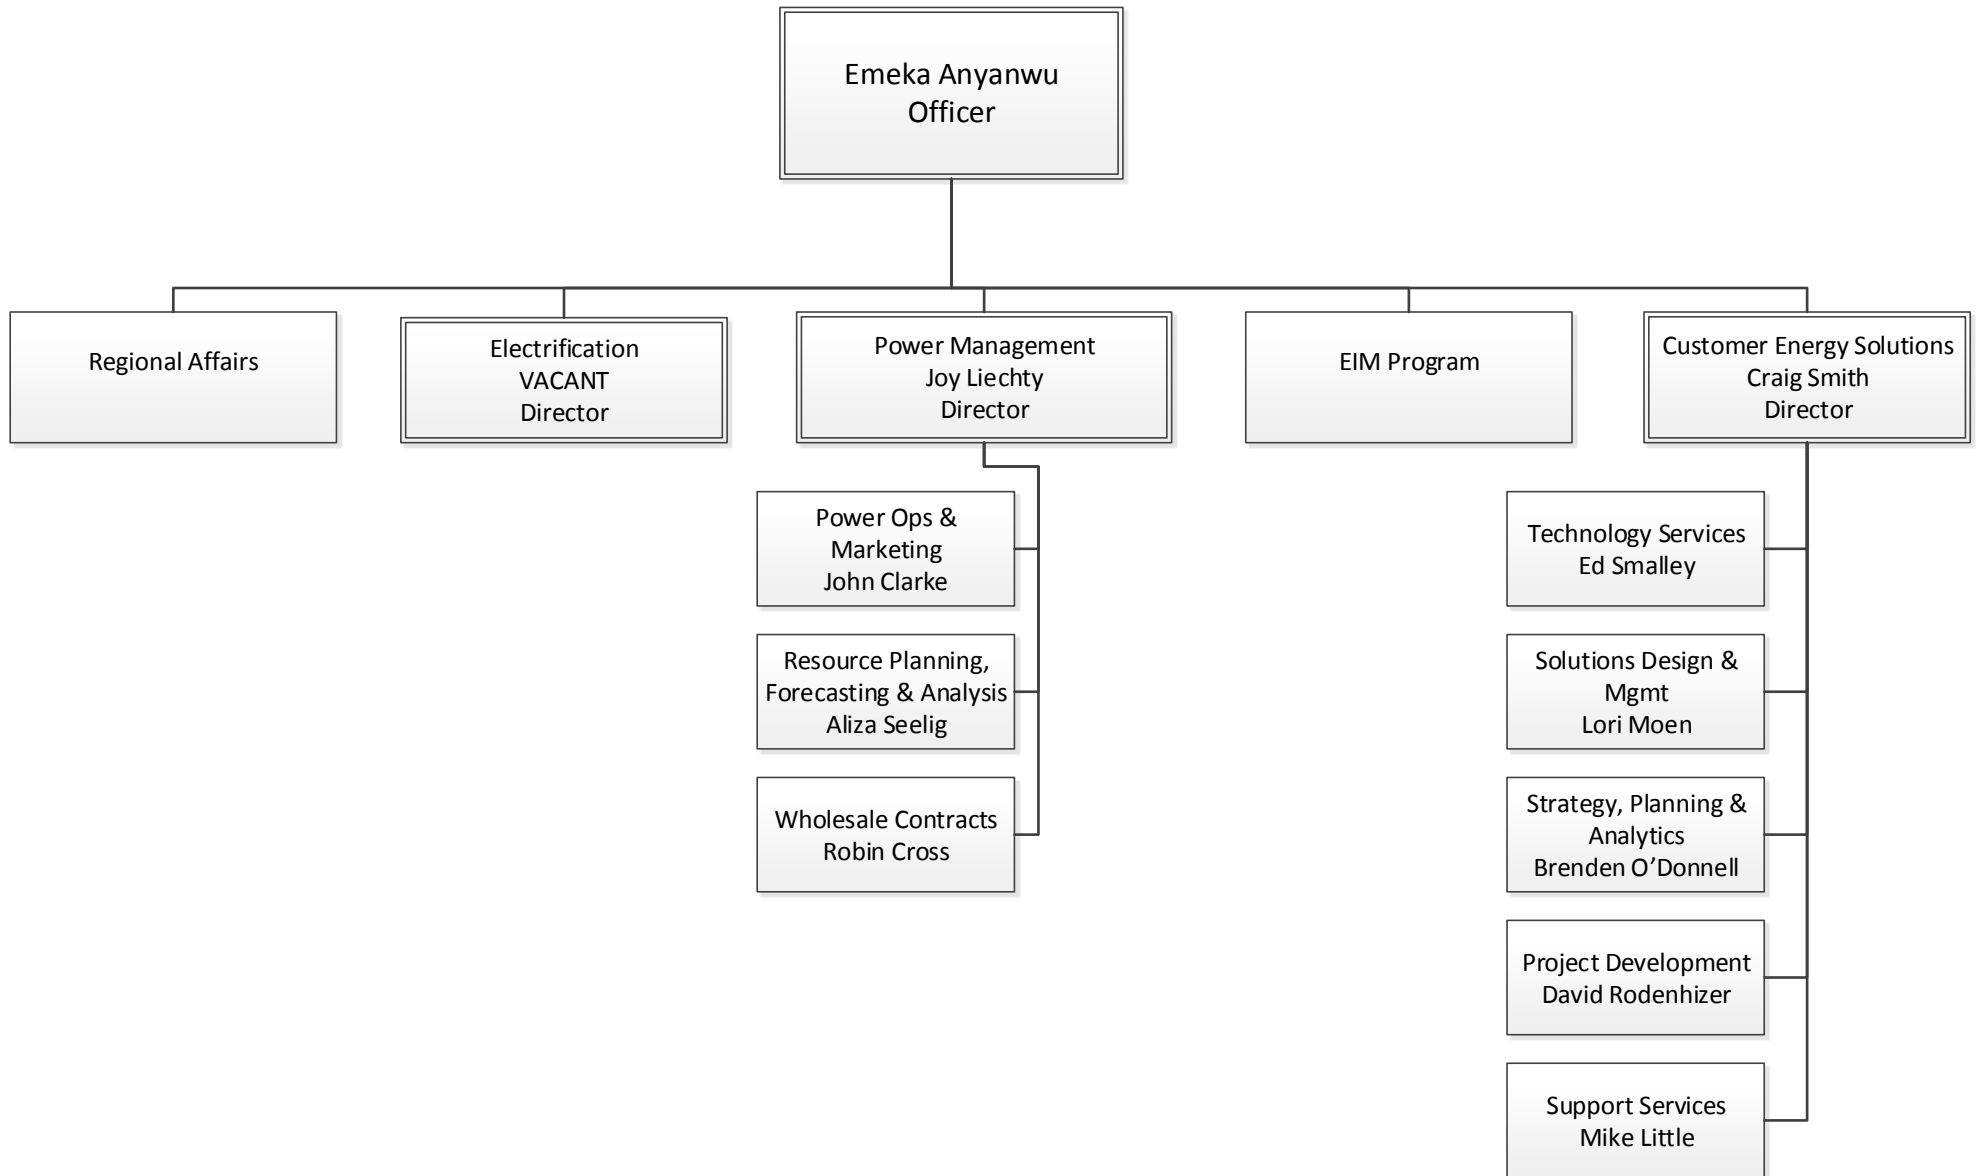 Emeka Anyanwu
Officer
Regional Affairs
Electrification
VACANT
Director
Power Management
Joy Liechty
Director
EIM Program
Customer Energy Solutions
Craig Smith
Director
Power Ops &
Marketing
John Clarke
Resource Planning,
Forecasting & Analysis
Aliza Seelig
Wholesale Contracts
Robin Cross
Technology Services
Ed Smalley
Solutions Design &
Mgmt
Lori Moen
Strategy, Planning &
Analytics
Brenden O’Donnell
Project Development
David Rodenhizer
Support Services
Mike Little